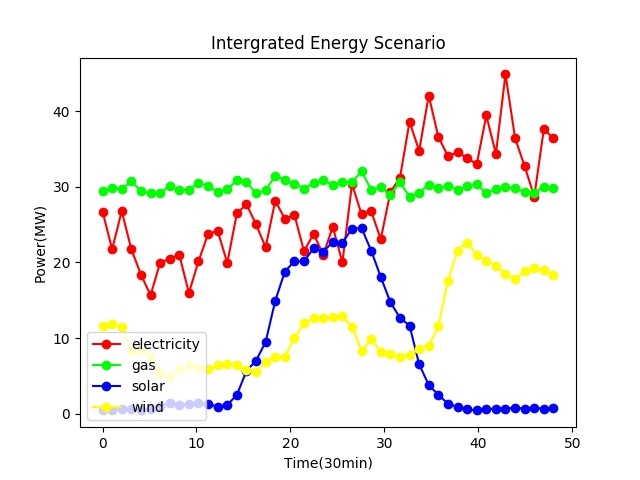 Intergrated Energy Scenario
Power(MW)
40
30
20
10
0
electricity
gas
solar
wind
0 10 20 30 40 50
Time(30min)